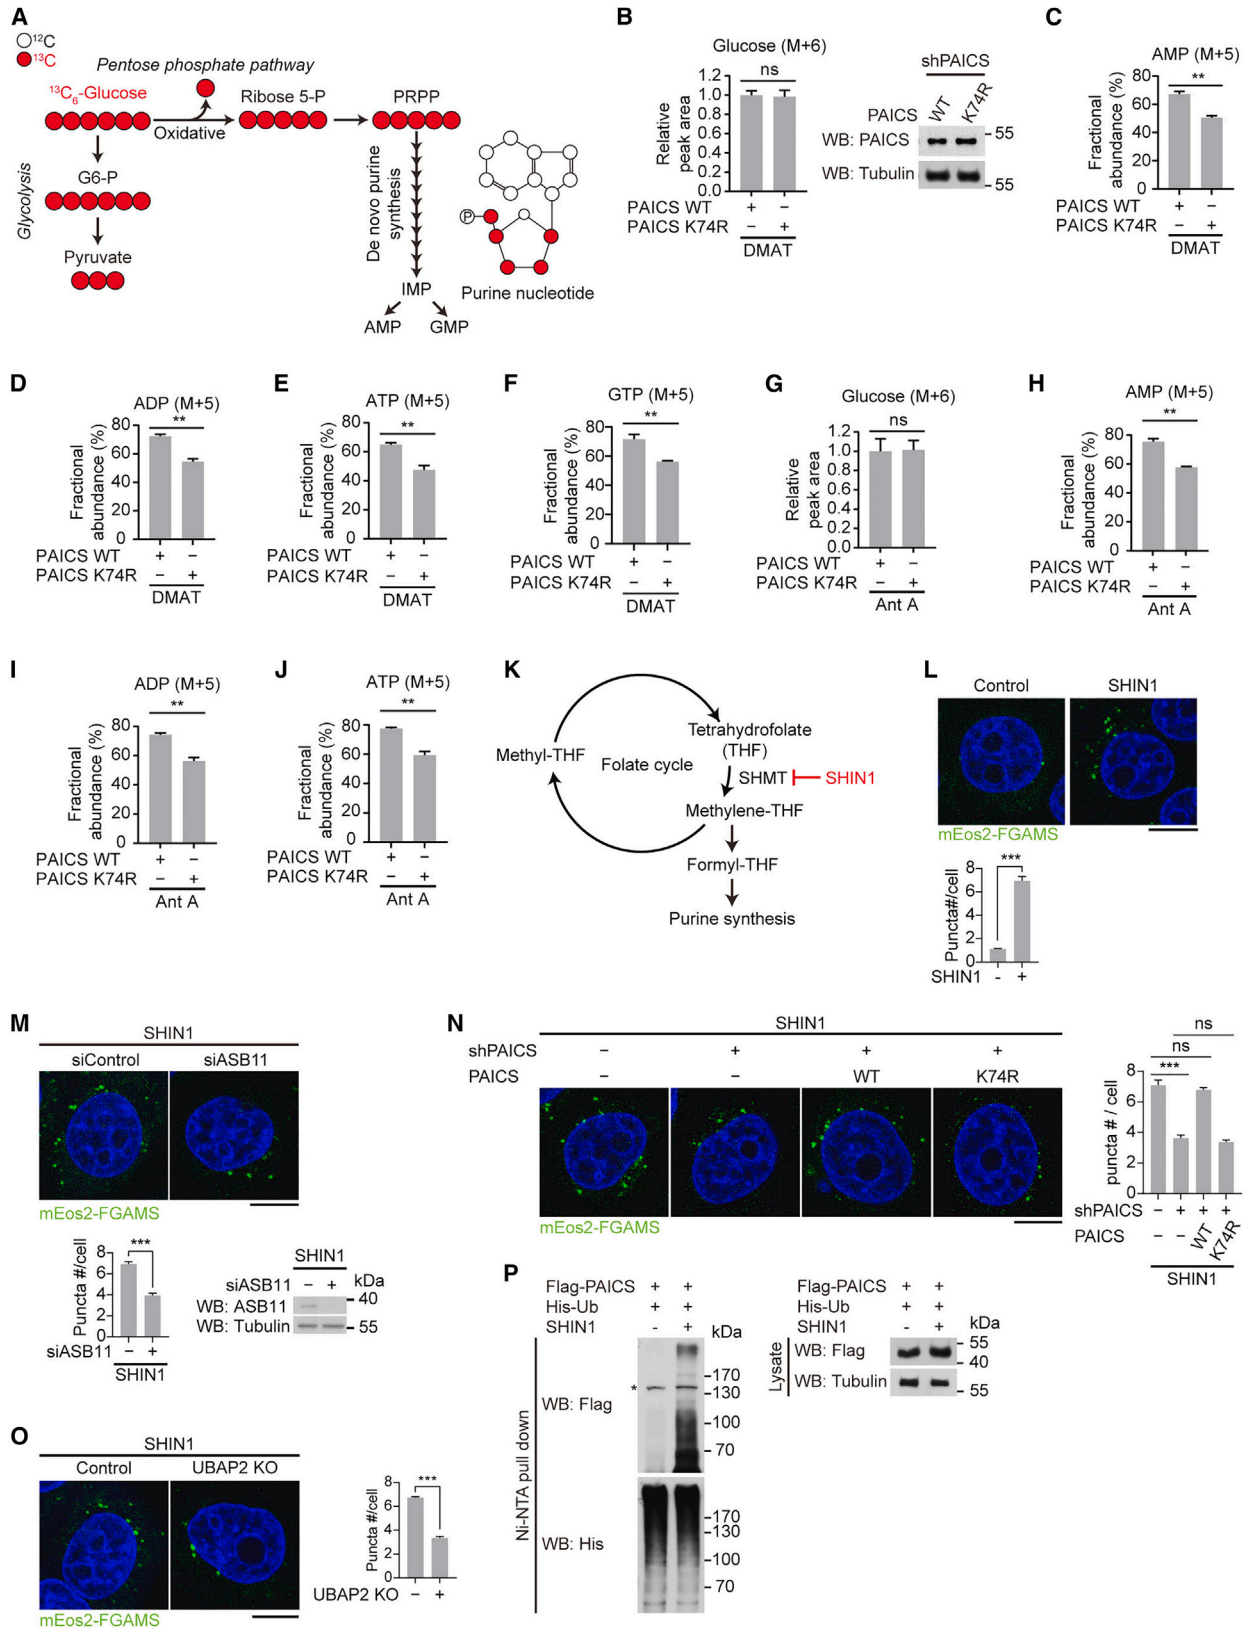 A
12C
13C
Pentose phosphate pathway
13C6-Glucose
Oxidative
Ribose 5-P
PRPP
Glycolysis
G6-P
Pyruvate
De novo purine synthesis
P
IMP
AMP
GMP
Purine nucleotide
B
Glucose (M+6)
ns
Relative peak area
1.2
1.0
0.8
0.6
0.4
0.2
0.0
PAICS WT + −
PAICS K74R − +
DMAT
shPAICS
PAICS WT K74R
WB: PAICS
55
WB: Tubulin
55
C
AMP (M+5)
**
Fractional abundance (%)
80
60
40
20
0
PAICS WT + −
PAICS K74R − +
DMAT
D
ADP (M+5)
**
Fractional abundance (%)
80
60
40
20
0
PAICS WT + −
PAICS K74R − +
DMAT
E
ATP (M+5)
**
Fractional abundance (%)
80
60
40
20
0
PAICS WT + −
PAICS K74R − +
DMAT
F
GTP (M+5)
**
Fractional abundance (%)
80
60
40
20
0
PAICS WT + −
PAICS K74R − +
DMAT
G
Glucose (M+6)
ns
Relative peak area
1.2
1.0
0.8
0.6
0.4
0.2
0.0
PAICS WT + −
PAICS K74R − +
Ant A
H
AMP (M+5)
**
Fractional abundance (%)
80
60
40
20
0
PAICS WT + −
PAICS K74R − +
Ant A
I
ADP (M+5)
**
Fractional abundance (%)
80
60
40
20
0
PAICS WT + −
PAICS K74R − +
Ant A
J
ATP (M+5)
**
Fractional abundance (%)
80
60
40
20
0
PAICS WT + −
PAICS K74R − +
Ant A
K
Methyl-THF
Folate cycle
Tetrahydrofolate
(THF)
SHMT
SHIN1
Methylene-THF
Formyl-THF
Purine synthesis
L
Control
SHIN1
mEos2-FGAMS
***
Puncta#/cell
8
6
4
2
0
SHIN1 - +
M
SHIN1
siControl
siASB11
mEos2-FGAMS
***
Puncta #/cell
8
6
4
2
0
siASB11 − +
SHIN1
SHIN1
siASB11 − + kDa
WB: ASB11
40
WB: Tubulin
55
N
SHIN1
shPAICS − + + +
PAICS − − WT K74R
mEos2-FGAMS
ns
ns
***
puncta # / cell
8
6
4
2
0
shPAICS − + + +
PAICS − − WT K74R
SHIN1
O
SHIN1
Control
UBAP2 KO
mEos2-FGAMS
***
Puncta #/cell
8
6
4
2
0
UBAP2 KO − +
P
Flag-PAICS + +
His-Ub + +
SHIN1 - +
kDa
Ni-NTA pull down
WB: Flag
*
170
130
100
70
WB: His
170
130
100
70
Flag-PAICS + +
His-Ub + +
SHIN1 - +
kDa
Lysate
WB: Flag
55
40
WB: Tubulin
55